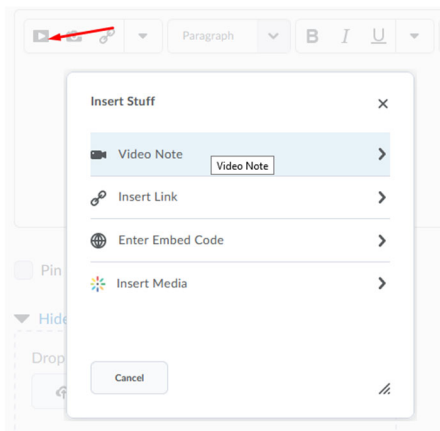 Paragraph B I U
Insert Stuff
Video Note
Video Note
Insert Link
Enter Embed Code
Insert Media
Pin
Hide
Drop
Cancel